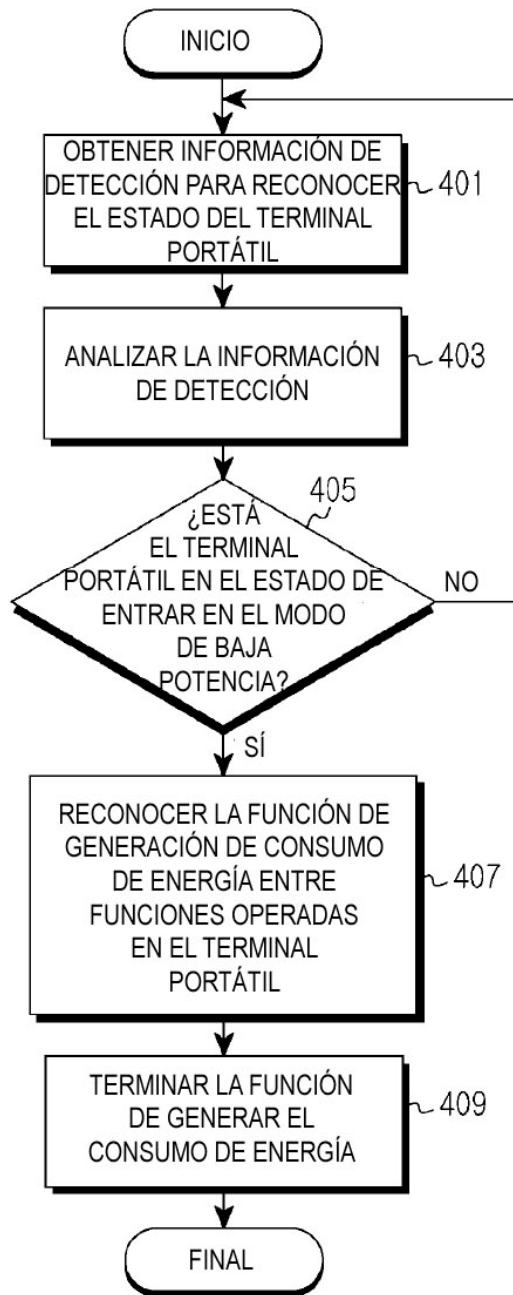 INICIO
OBTENER INFORMACIÓN DE
DETECCIÓN PARA RECONOCER
EL ESTADO DEL TERMINAL
PORTÁTIL
401
ANALIZAR LA INFORMACIÓN
DE DETECCIÓN
403
405
¿ESTÁ
EL TERMINAL
PORTÁTIL EN EL ESTADO DE
ENTRAR EN EL MODO
DE BAJA
POTENCIA?
NO
SÍ
RECONOCER LA FUNCIÓN DE
GENERACIÓN DE CONSUMO
DE ENERGÍA ENTRE
FUNCIONES OPERADAS
EN EL TERMINAL
PORTÁTIL
407
TERMINAR LA FUNCIÓN
DE GENERAR EL
CONSUMO DE ENERGÍA
409
FINAL